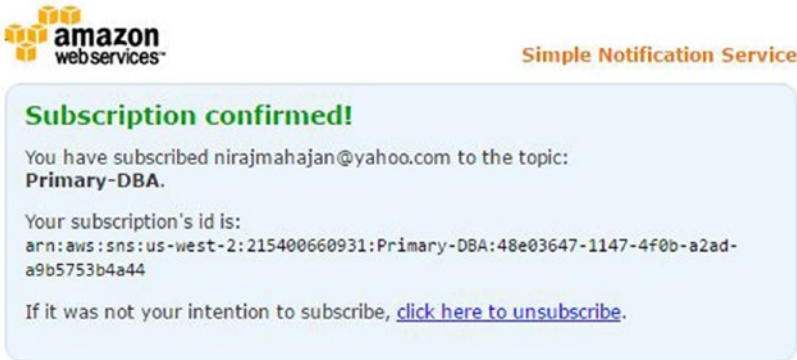 amazon
webservices™
Simple Notification Service
Subscription confirmed!
You have subscribed nirajmahajan@yahoo.com to the topic:
Primary-DBA.
Your subscription's id is:
arn:aws:sns:us-west-2:215400660931:Primary-DBA:48e03647-1147-4f0b-a2ad-
a9b5753b4a44
If it was not your intention to subscribe, click here to unsubscribe.